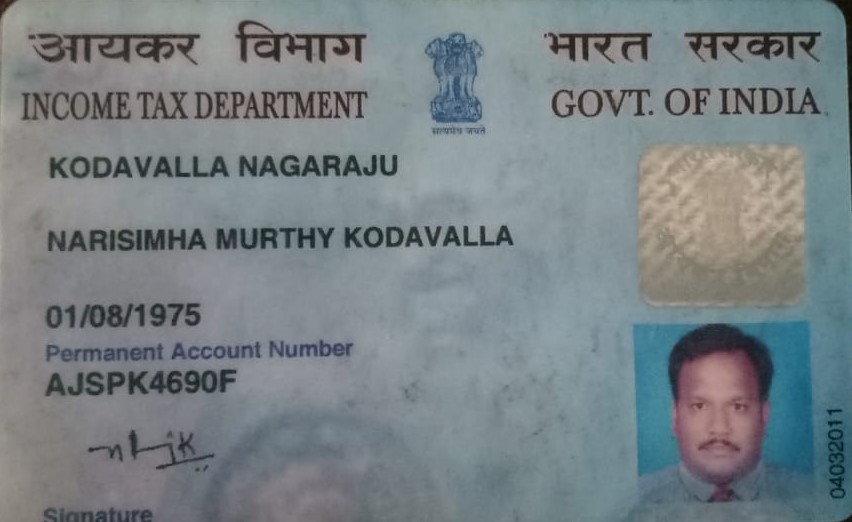 आयकर विभाग
भारत सरकार
INCOME TAX DEPARTMENT
GOVT. OF INDIA
सत्यमेव जयते
KODAVALLA NAGARAJU
NARISIMHA MURTHY KODAVALLA
01/08/1975
Permanent Account Number
AJSPK4690F
Signature
04032011